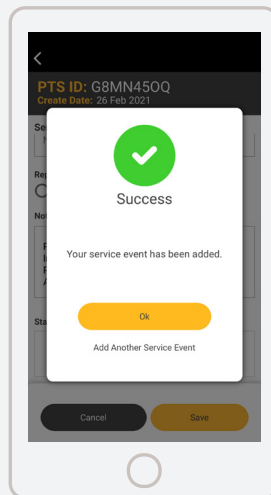 PTS ID: G8MN45OQ
Create Date: 26 Feb 2021
Success
Your service event has been added.
Ok
Add Another Service Event
Cancel
Save